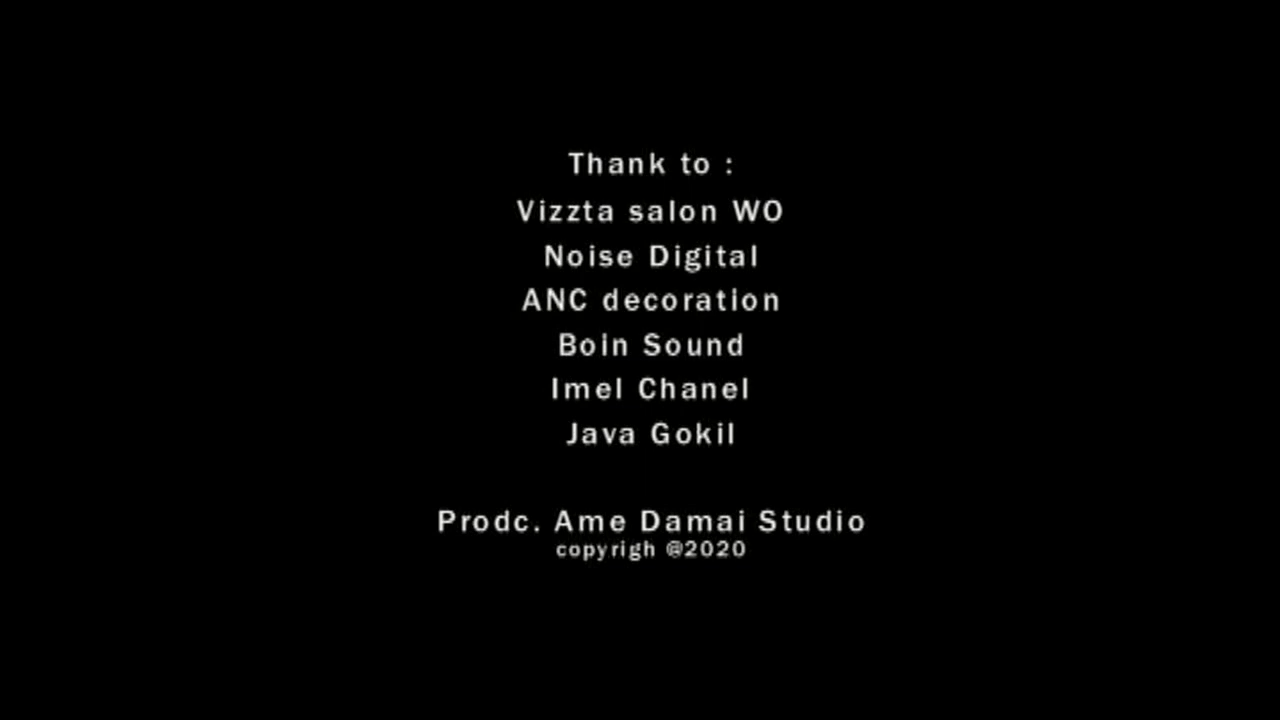 Thank to :
Vizzta salon WO
Noise Digital
ANC decoration
Boin Sound
Imel Chanel
Java Gokil
Prodc. Ame Damai Studio
copyrigh @2020